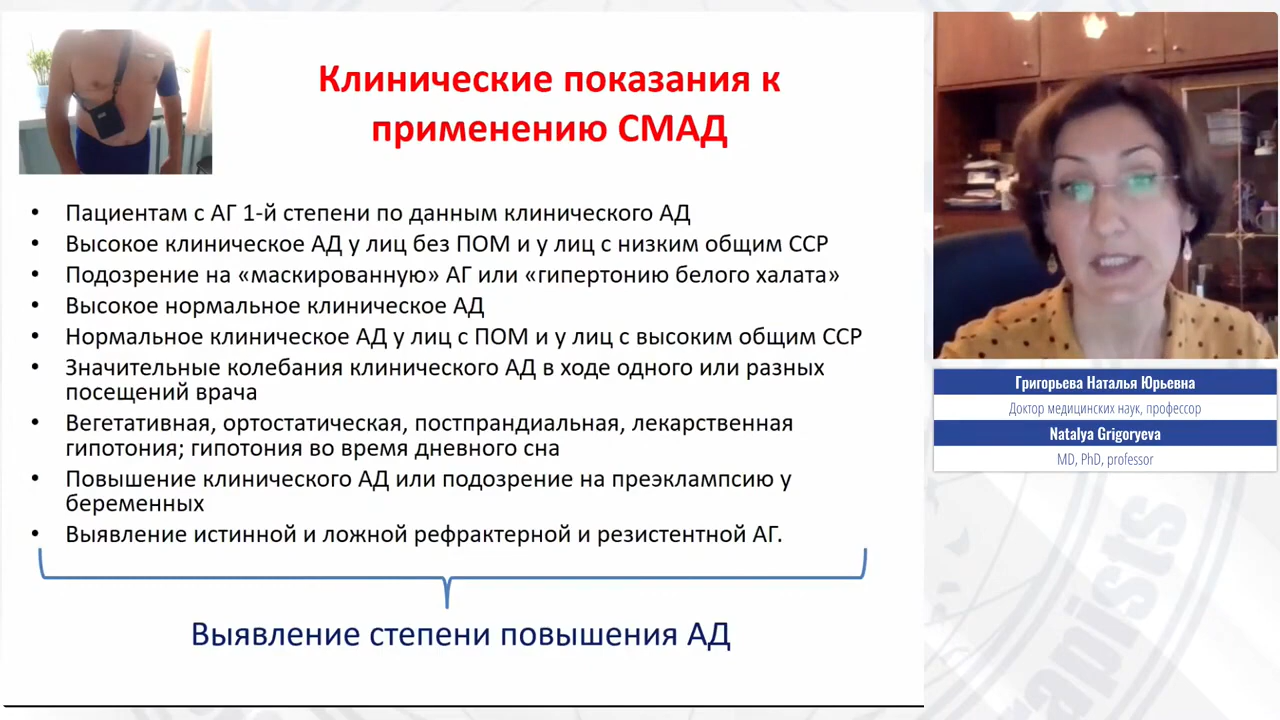 Клинические показания к
применению СМАД
• Пациентам с АГ 1-й степени по данным клинического АД
• Высокое клиническое АД у лиц без ПОМ и у лиц с низким общим ССР
• Подозрение на «маскированную» АГ или «гипертонию белого халата»
• Высокое нормальное клиническое АД
• Нормальное клиническое АД у лиц с ПОМ и у лиц с высоким общим ССР
• Значительные колебания клинического АД в ходе одного или разных
посещений врача
• Вегетативная, ортостатическая, постпрандиальная, лекарственная
гипотония; гипотония во время дневного сна
• Повышение клинического АД или подозрение на преэклампсию у
беременных
• Выявление истинной и ложной рефрактерной и резистентной АГ.
Выявление степени повышения АД
Григорьева Наталья Юрьевна
Доктор медицинских наук, профессор
Natalya Grigoryeva
MD, PhD, professor
rapists